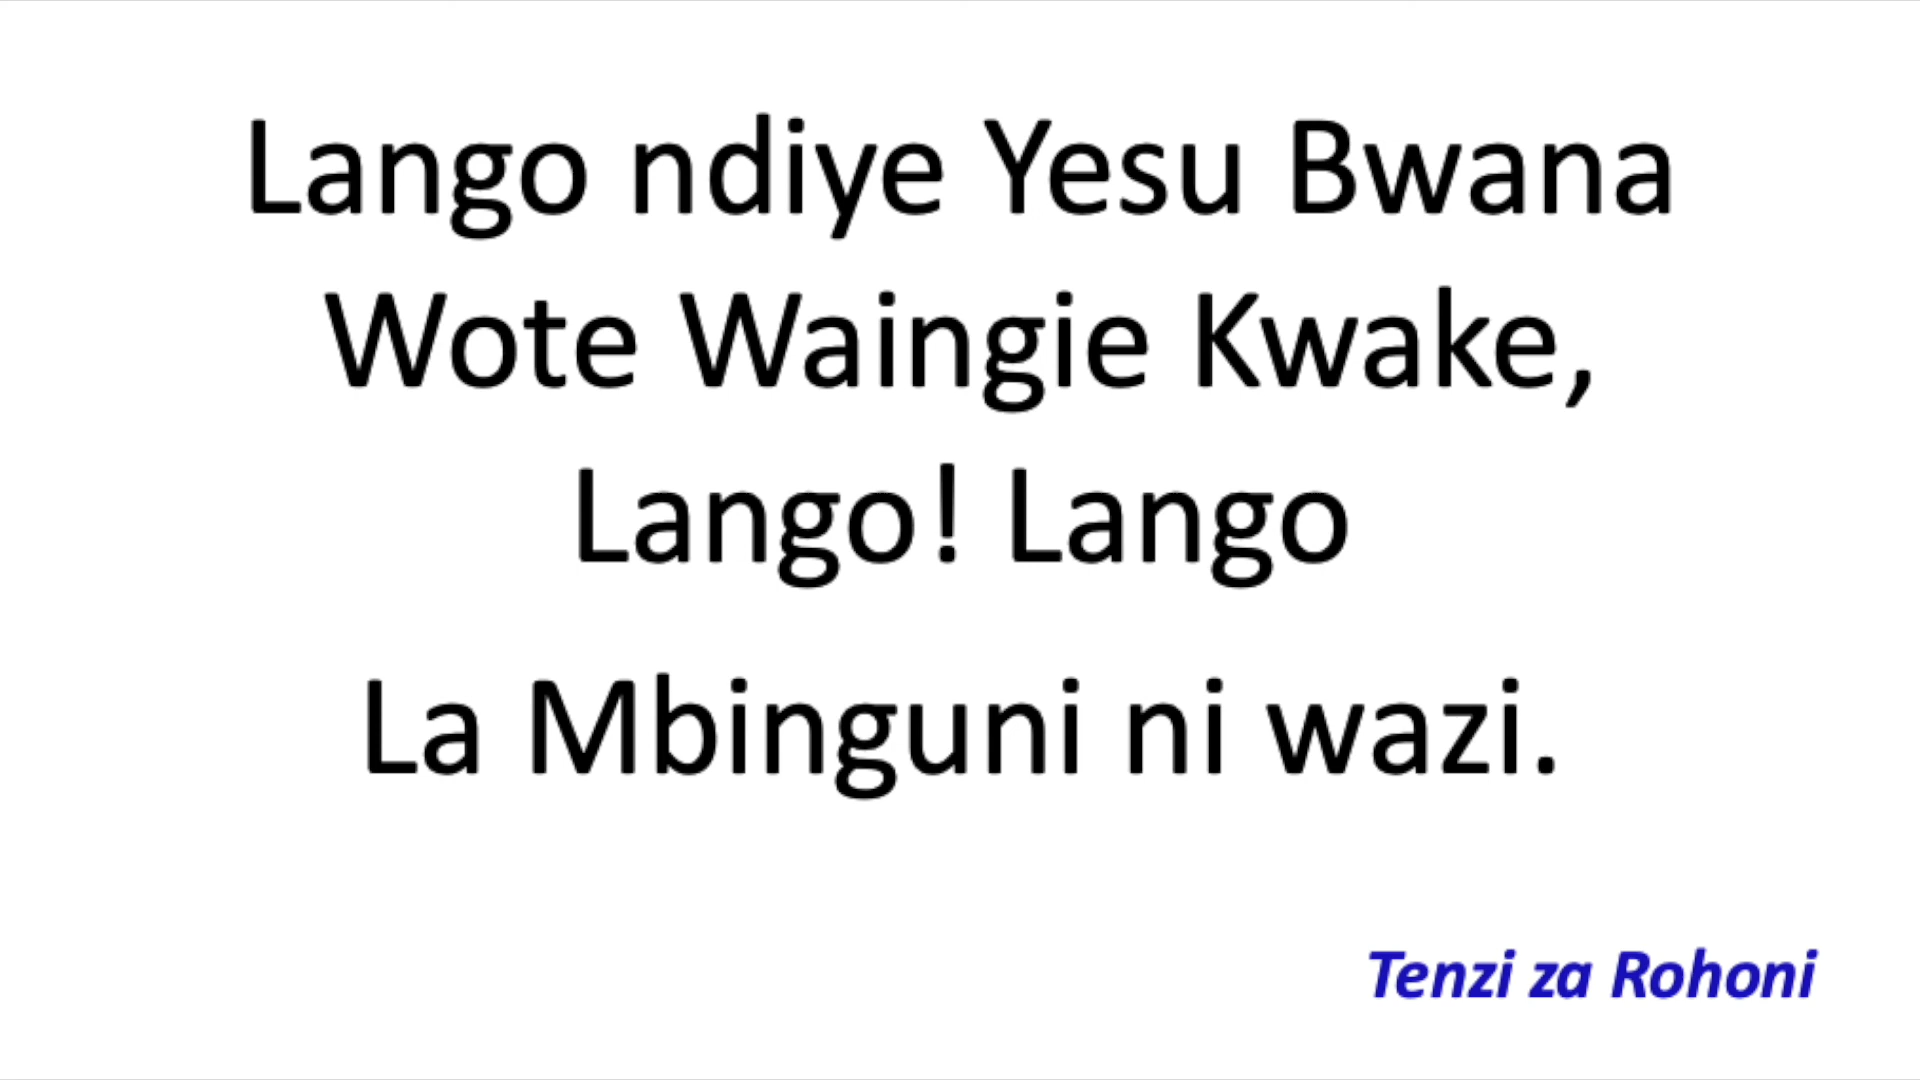 Lango ndiye Yesu Bwana
Wote Waingie Kwake,
Lango! Lango
La Mbinguni ni wazi.
Tenzi za Rohoni